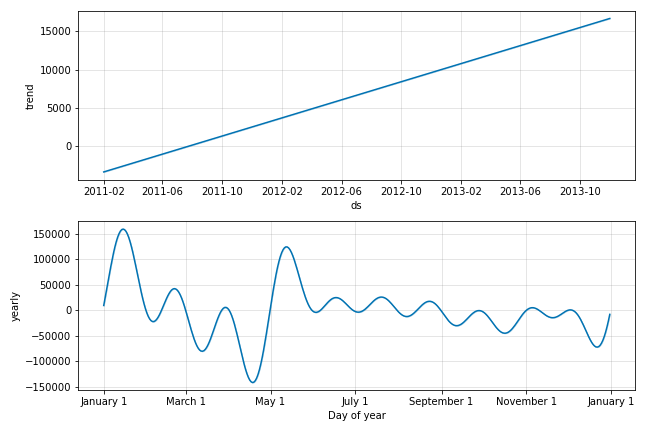 15000
10000
5000
0
trend
2011-02 2011-06 2011-10 2012-02 2012-06 2012-10 2013-02 2013-06 2013-10
ds
150000
100000
50000
0
−50000
−100000
−150000
yearly
January 1 March 1 May 1 July 1 September 1 November 1 January 1
Day of year